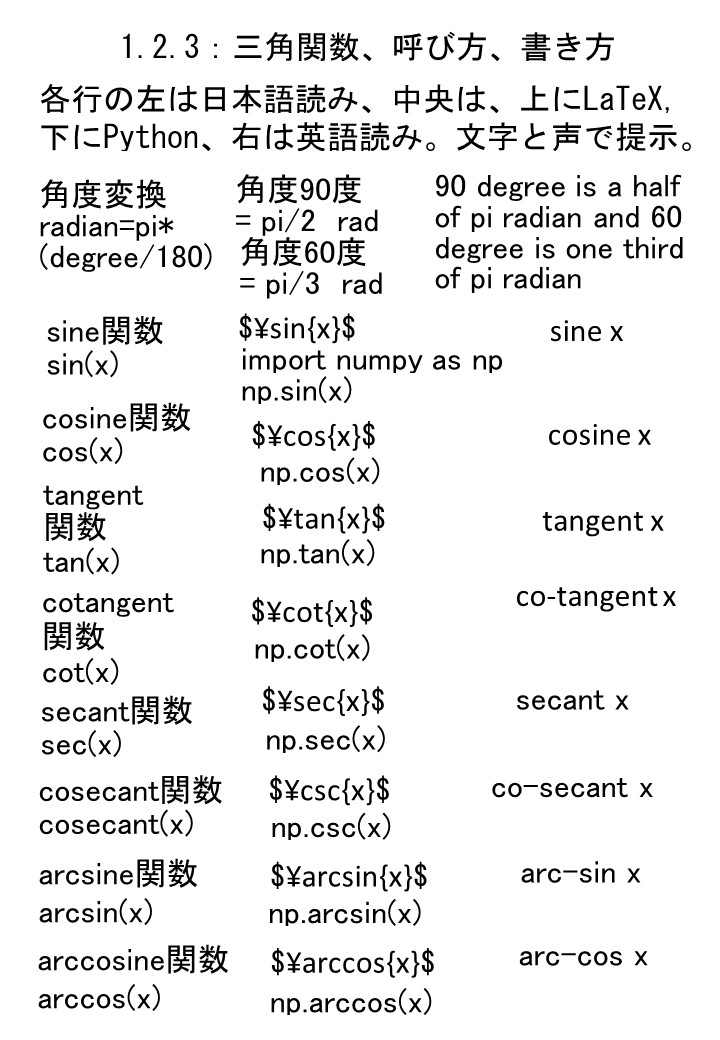 1.2.3：三角関数、呼び方、書き方
各行の左は日本語読み、中央は、上にLaTeX,
下にPython、右は英語読み。文字と声で提示。
角度変換
radian=pi*
(degree/180)
角度90度
= pi/2 rad
角度60度
= pi/3 rad
90 degree is a half
of pi radian and 60
degree is one third
of pi radian
sine関数
sin(x)
$¥sin{x}$
import numpy as np
np.sin(x)
sine x
cosine関数
cos(x)
$¥cos{x}$
np.cos(x)
cosine x
tangent
関数
tan(x)
$¥tan{x}$
np.tan(x)
tangent x
cotangent
関数
cot(x)
$¥cot{x}$
np.cot(x)
co-tangent x
secant関数
sec(x)
$¥sec{x}$
np.sec(x)
secant x
cosecant関数
cosecant(x)
$¥csc{x}$
np.csc(x)
co-secant x
arcsine関数
arcsin(x)
$¥arcsin{x}$
np.arcsin(x)
arc-sin x
arccosine関数
arccos(x)
$¥arccos{x}$
np.arccos(x)
arc-cos x